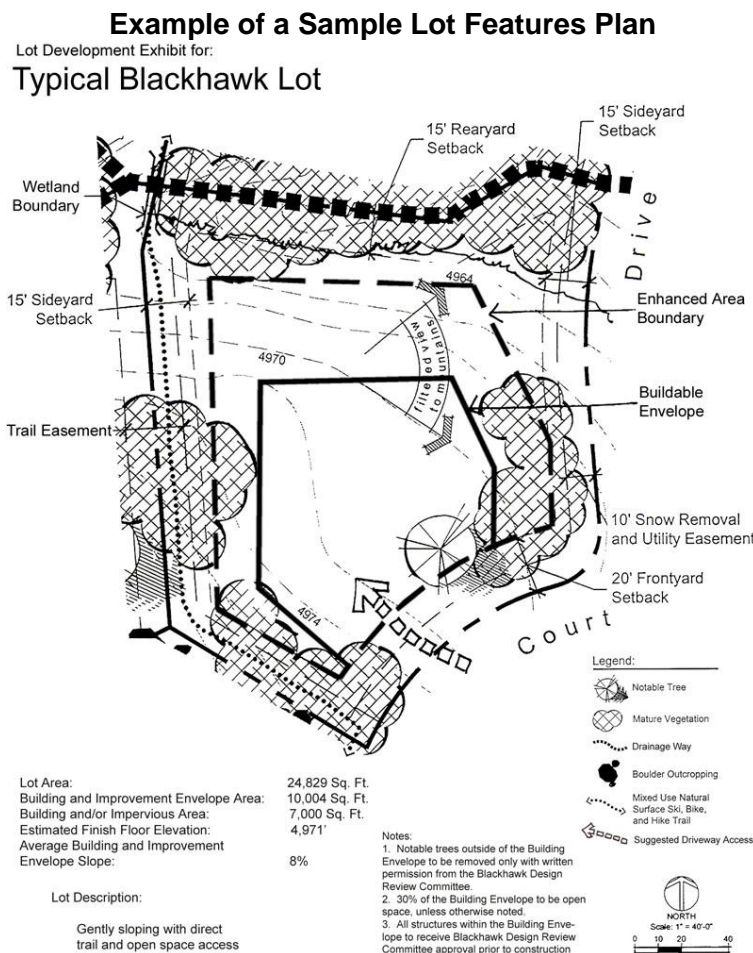 Example of a Sample Lot Features Plan
Lot Development Exhibit for:
Typical Blackhawk Lot
15' Sideyard
Setback
15' Rearyard
Setback
Wetland
Boundary
Drive
4964
15' Sideyard
Setback
Enhanced Area
Boundary
filtered view
to mountains
4970
Buildable
Envelope
Trail Easement
10' Snow Removal
and Utility Easement
20' Frontyard
Setback
4974
Court
Legend:
Notable Tree
Mature Vegetation
Drainage Way
Boulder Outcropping
Mixed Use Natural
Surface Ski, Bike,
and Hike Trail
Suggested Driveway Access
Lot Area: 24,829 Sq. Ft.
Building and Improvement Envelope Area: 10,004 Sq. Ft.
Building and/or Impervious Area: 7,000 Sq. Ft.
Estimated Finish Floor Elevation: 4,971'
Average Building and Improvement
Envelope Slope: 8%
Lot Description:
Gently sloping with direct
trail and open space access
Notes:
1. Notable trees outside of the Building
Envelope to be removed only with written
permission from the Blackhawk Design
Review Committee.
2. 30% of the Building Envelope to be open
space, unless otherwise noted.
3. All structures within the Building Enve-
lope to receive Blackhawk Design Review
Committee approval prior to construction
NORTH
Scale: 1" = 40'-0"
0 10 20 40